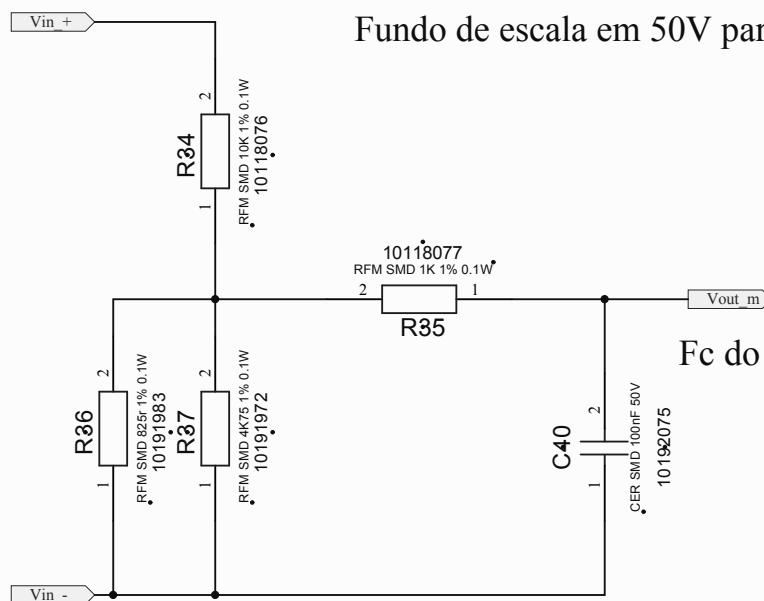 Vin_+
Fundo de escala em 50V par
2
R34
RFM SMD 10K 1% 0.1W
10118076
1
10118077
RFM SMD 1K 1% 0.1W
2
1
R35
Vout_m
Fc do
2
R36
RFM SMD 825r 1% 0.1W
10191983
1
2
R37
RFM SMD 4K75 1% 0.1W
10191972
1
2
C40
CER SMD 100nF 50V
10192075
1
Vin_-